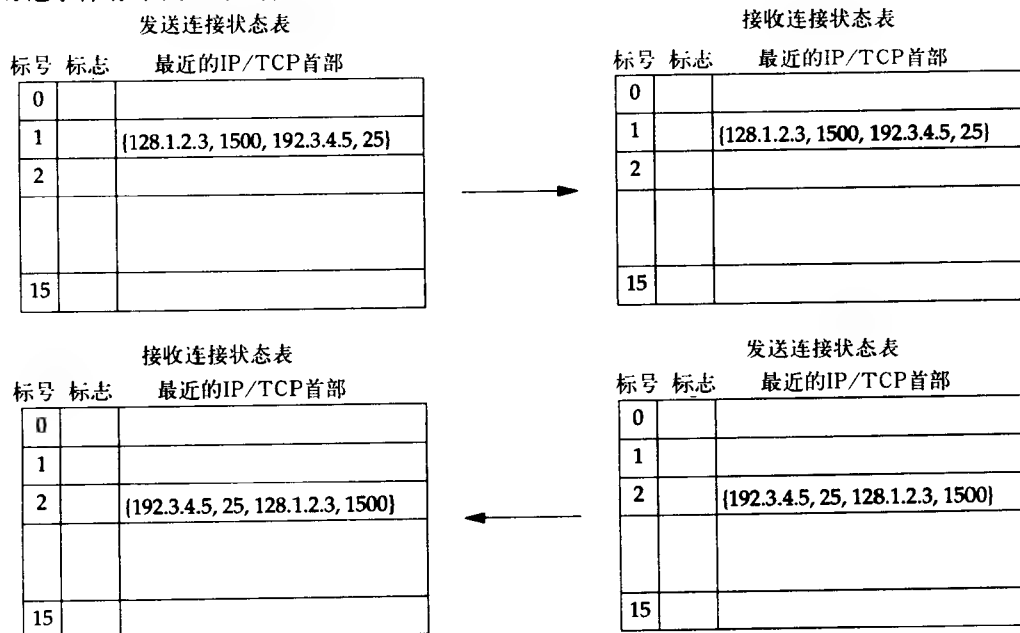 发送连接状态表
接收连接状态表
标号 标志 最近的IP/TCP首部
标号 标志 最近的IP/TCP首部
0
1 {128.1.2.3, 1500, 192.3.4.5, 25}
2
15
0
1 {128.1.2.3, 1500, 192.3.4.5, 25}
2
15
接收连接状态表
发送连接状态表
标号 标志 最近的IP/TCP首部
标号 标志 最近的IP/TCP首部
0
1
2 {192.3.4.5, 25, 128.1.2.3, 1500}
15
0
1
2 {192.3.4.5, 25, 128.1.2.3, 1500}
15